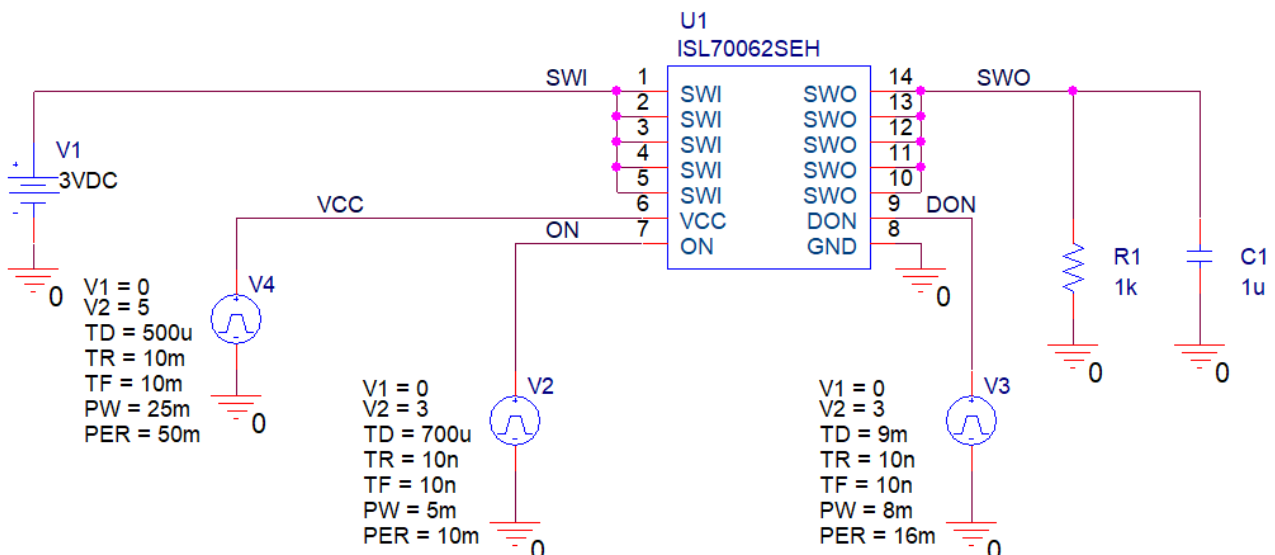 U1
ISL70062SEH
SWI
SWO
1
SWI
SWO
14
2
SWI
SWO
13
3
SWI
SWO
12
4
SWI
SWO
11
5
SWI
SWO
10
VCC
6
VCC
DON
9
DON
ON
7
ON
GND
8
V1
+
3VDC
-
0
V4
V1 = 0
V2 = 5
TD = 500u
TR = 10m
TF = 10m
PW = 25m
PER = 50m
+
-
0
V2
V1 = 0
V2 = 3
TD = 700u
TR = 10n
TF = 10n
PW = 5m
PER = 10m
+
-
0
0
V3
V1 = 0
V2 = 3
TD = 9m
TR = 10n
TF = 10n
PW = 8m
PER = 16m
+
-
0
R1
1k
0
C1
1u
0